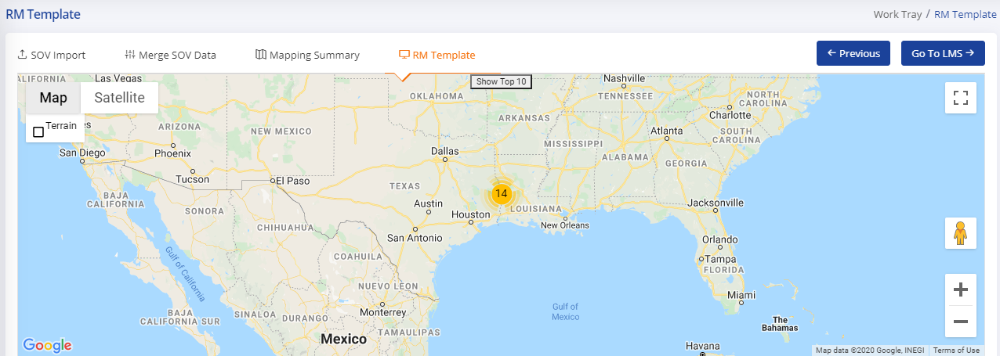 RM Template
Work Tray / RM Template
SOV Import
Merge SOV Data
Mapping Summary
RM Template
Previous
Go To LMS
Show Top 10
Map
Satellite
Terrain
ALIFORNIA
Las Vegas
es
San Diego
ARIZONA
Phoenix
Tucson
NEW MEXICO
El Paso
OKLAHOMA
ARKANSAS
Nashville
TENNESSEE
NORTH
CAROLINA
Charlotte
Atlanta
SOUTH
CAROLINA
MISSISSIPPI
ALABAMA
GEORGIA
Dallas
TEXAS
14
Austin
Houston
LOUISIANA
New Orleans
San Antonio
Jacksonville
Orlando
Tampa
FLORIDA
Miami
BAJA
CALIFORNIA
SONORA
CHIHUAHUA
COAHUILA
Gulf of California
NUEVO LEON
BAJA
CALIFORNIA SUR
SINALOA
DURANGO
Monterrey
TAMAULIPAS
Mexico
Gulf of
Mexico
The
Bahamas
Havana
Google
Map data ©2020 Google, INEGI
Terms of Use